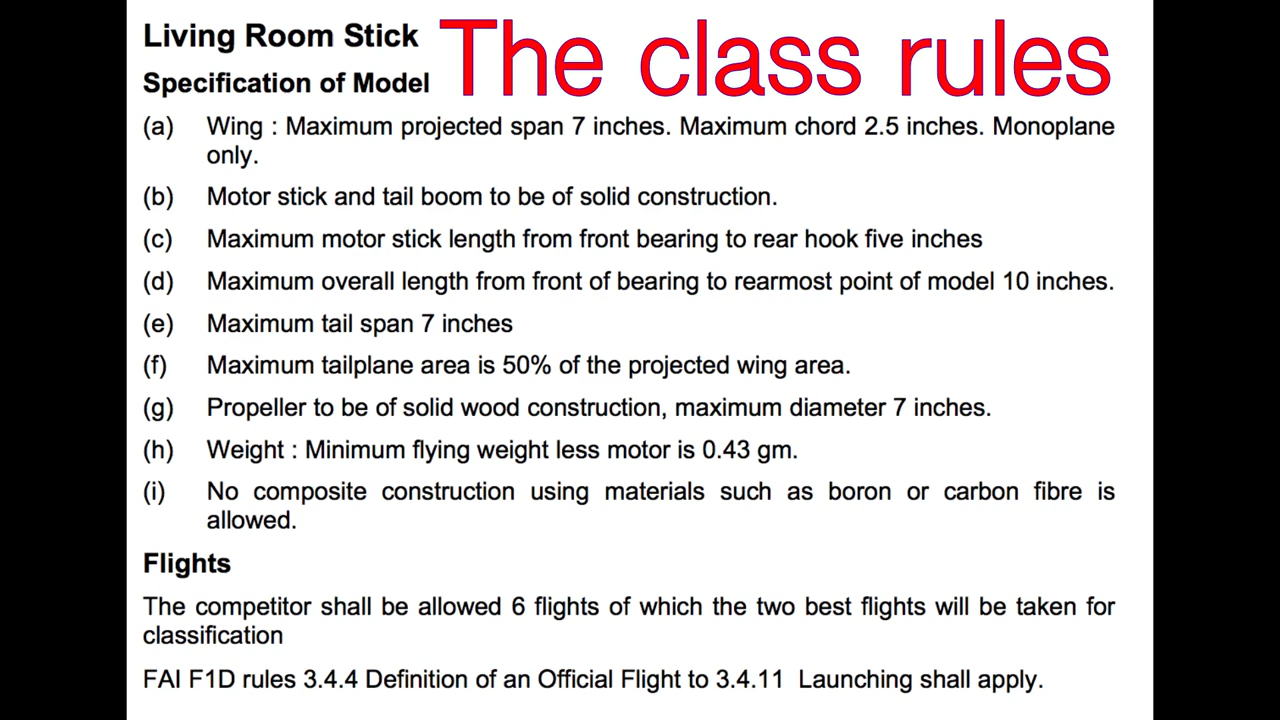 Living Room Stick
The class rules
Specification of Model
(a) Wing : Maximum projected span 7 inches. Maximum chord 2.5 inches. Monoplane
only.
(b) Motor stick and tail boom to be of solid construction.
(c) Maximum motor stick length from front bearing to rear hook five inches
(d) Maximum overall length from front of bearing to rearmost point of model 10 inches.
(e) Maximum tail span 7 inches
(f) Maximum tailplane area is 50% of the projected wing area.
(g) Propeller to be of solid wood construction, maximum diameter 7 inches.
(h) Weight : Minimum flying weight less motor is 0.43 gm.
(i) No composite construction using materials such as boron or carbon fibre is
allowed.
Flights
The competitor shall be allowed 6 flights of which the two best flights will be taken for
classification
FAI F1D rules 3.4.4 Definition of an Official Flight to 3.4.11 Launching shall apply.